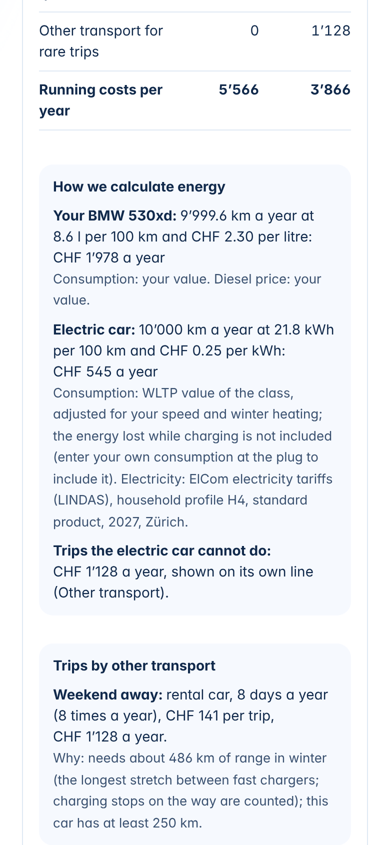 Other transport for 0 1’128
rare trips
Running costs per 5’566 3’866
year
How we calculate energy
Your BMW 530xd: 9’999.6 km a year at
8.6 l per 100 km and CHF 2.30 per litre:
CHF 1’978 a year
Consumption: your value. Diesel price: your
value.
Electric car: 10’000 km a year at 21.8 kWh
per 100 km and CHF 0.25 per kWh:
CHF 545 a year
Consumption: WLTP value of the class,
adjusted for your speed and winter heating;
the energy lost while charging is not included
(enter your own consumption at the plug to
include it). Electricity: ElCom electricity tariffs
(LINDAS), household profile H4, standard
product, 2027, Zürich.
Trips the electric car cannot do:
CHF 1’128 a year, shown on its own line
(Other transport).
Trips by other transport
Weekend away: rental car, 8 days a year
(8 times a year), CHF 141 per trip,
CHF 1’128 a year.
Why: needs about 486 km of range in winter
(the longest stretch between fast chargers;
charging stops on the way are counted); this
car has at least 250 km.